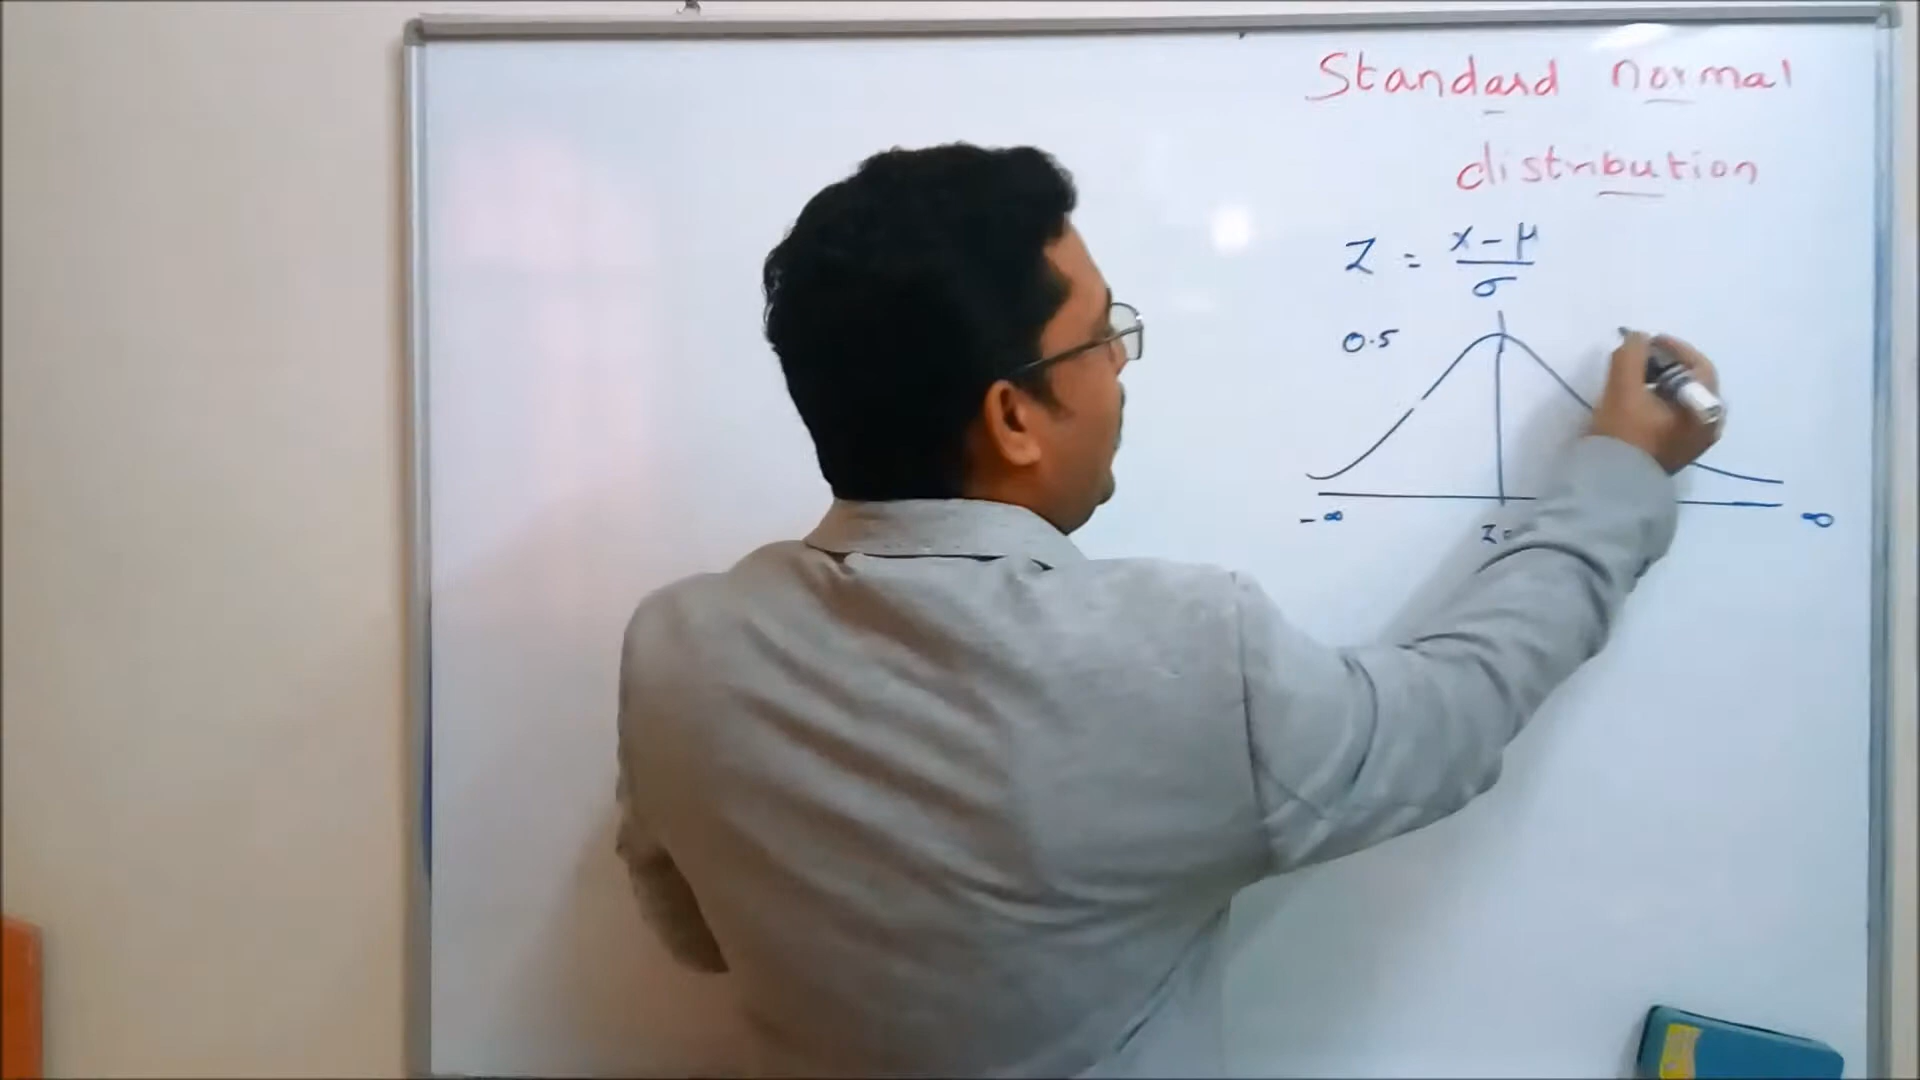 Standard normal
distribution
Z = (x - μ) / σ
0.5
-∞ ∞